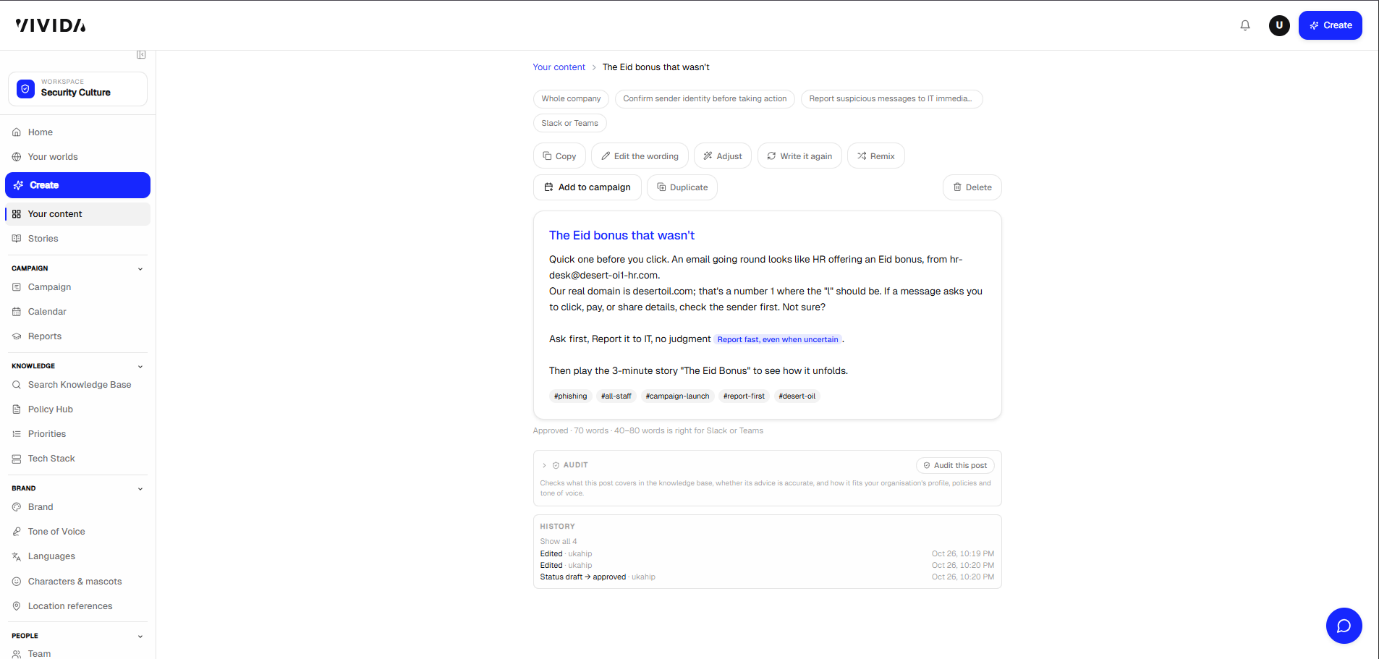 VIVIDA
U
Create
WORKSPACE
Security Culture
Home
Your worlds
Create
Your content
Stories
CAMPAIGN
Campaign
Calendar
Reports
KNOWLEDGE
Search Knowledge Base
Policy Hub
Priorities
Tech Stack
BRAND
Brand
Tone of Voice
Languages
Characters & mascots
Location references
PEOPLE
Team
Your content > The Eid bonus that wasn't
Whole company
Confirm sender identity before taking action
Report suspicious messages to IT immedia...
Slack or Teams
Copy
Edit the wording
Adjust
Write it again
Remix
Add to campaign
Duplicate
Delete
The Eid bonus that wasn't
Quick one before you click. An email going round looks like HR offering an Eid bonus, from hr-
desk@desert-oi1-hr.com.
Our real domain is desertoil.com; that's a number 1 where the "l" should be. If a message asks you
to click, pay, or share details, check the sender first. Not sure?
Ask first, Report it to IT, no judgment Report fast, even when uncertain.
Then play the 3-minute story "The Eid Bonus" to see how it unfolds.
#phishing #all-staff #campaign-launch #report-first #desert-oil
Approved · 70 words · 40–80 words is right for Slack or Teams
AUDIT
Audit this post
Checks what this post covers in the knowledge base, whether its advice is accurate, and how it fits your organisation's profile, policies and
tone of voice.
HISTORY
Show all 4
Edited · ukahip Oct 26, 10:19 PM
Edited · ukahip Oct 26, 10:20 PM
Status draft → approved · ukahip Oct 26, 10:20 PM